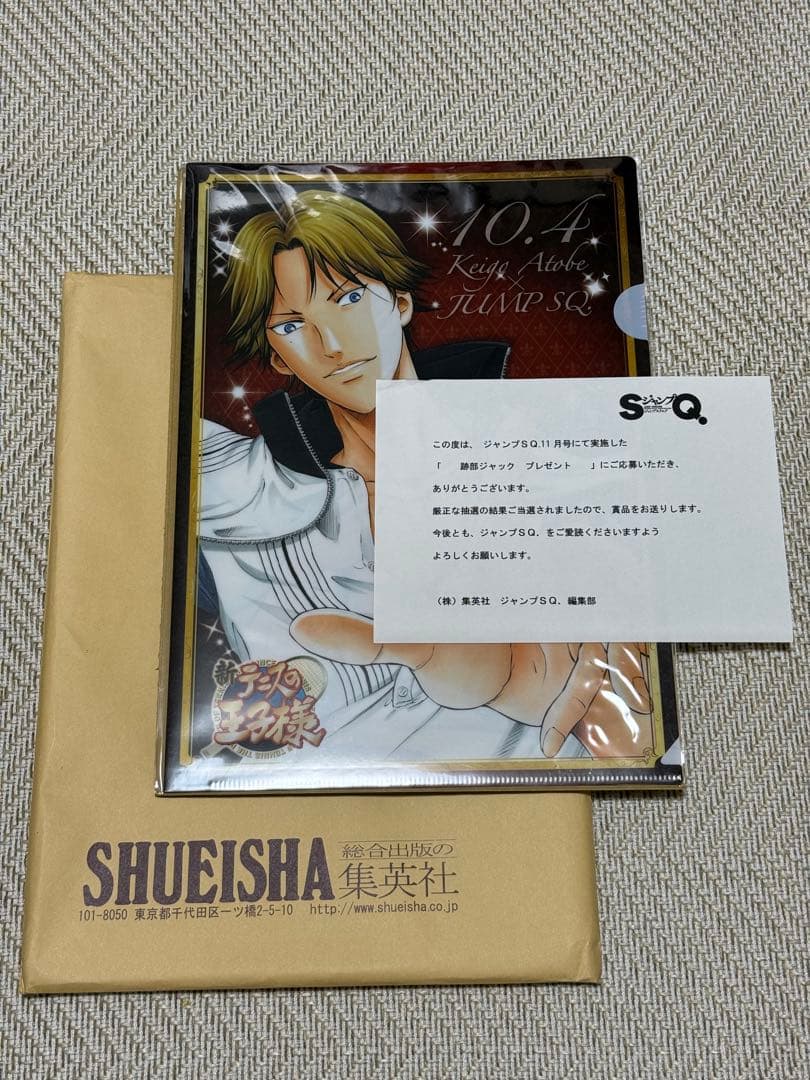 10.4
Keigo Atobe
×
JUMP SQ.
ジャンプ
SQ.
この度は、 ジャンプSQ.11月号にて実施した
「　　跡部ジャック　プレゼント　　」にご応募いただき、
ありがとうございます。
厳正な抽選の結果ご当選されましたので、賞品をお送りします。
今後とも、ジャンプSQ. をご愛読くださいますよう
よろしくお願いします。
（株）集英社　ジャンプSQ. 編集部
新テニスの
王子様
SHUEISHA 総合出版の
集英社
101-8050 東京都千代田区一ツ橋2-5-10　http://www.shueisha.co.jp